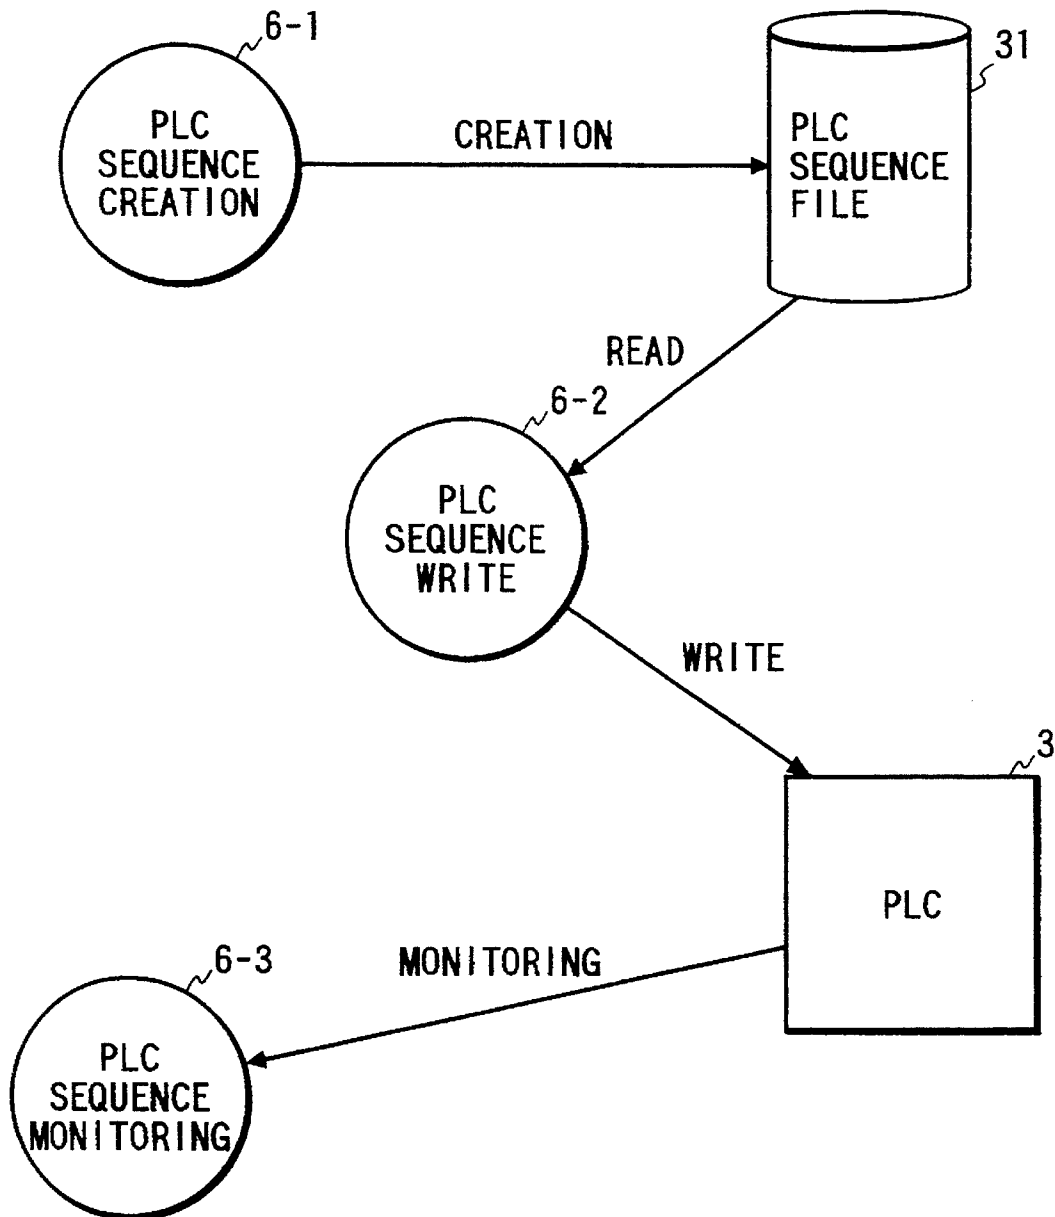 6-1
PLC
SEQUENCE
CREATION
CREATION
31
PLC
SEQUENCE
FILE
READ
6-2
PLC
SEQUENCE
WRITE
WRITE
3
PLC
MONITORING
6-3
PLC
SEQUENCE
MONITORING